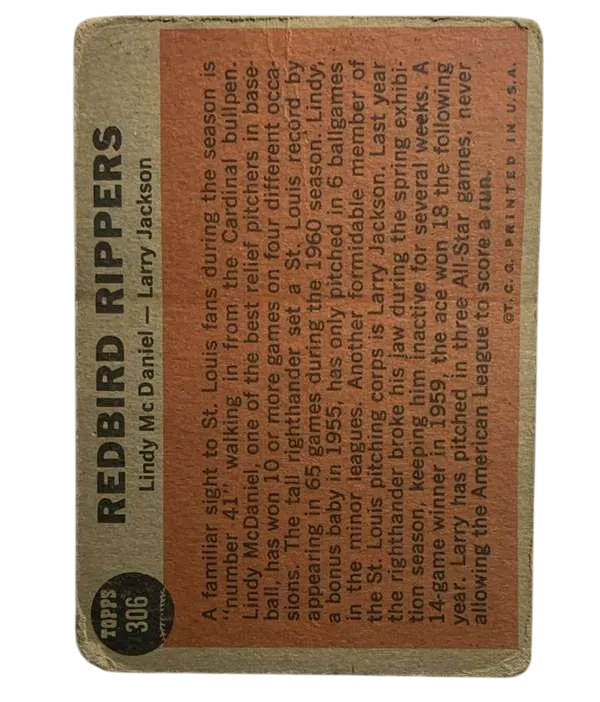 TOPPS
306
REDBIRD RIPPERS
Lindy McDaniel — Larry Jackson
A familiar sight to St. Louis fans during the season is
"number 41" walking in from the Cardinal bullpen.
Lindy McDaniel, one of the best relief pitchers in base-
ball, has won 10 or more games on four different occa-
sions. The tall righthander set a St. Louis record by
appearing in 65 games during the 1960 season. Lindy,
a bonus baby in 1955, has only pitched in 6 ballgames
in the minor leagues. Another formidable member of
the St. Louis pitching corps is Larry Jackson. Last year
the righthander broke his jaw during the spring exhibi-
tion season, keeping him inactive for several weeks. A
14-game winner in 1959, the ace won 18 the following
year. Larry has pitched in three All-Star games, never
allowing the American League to score a run.
©T. C. G. PRINTED IN U.S.A.